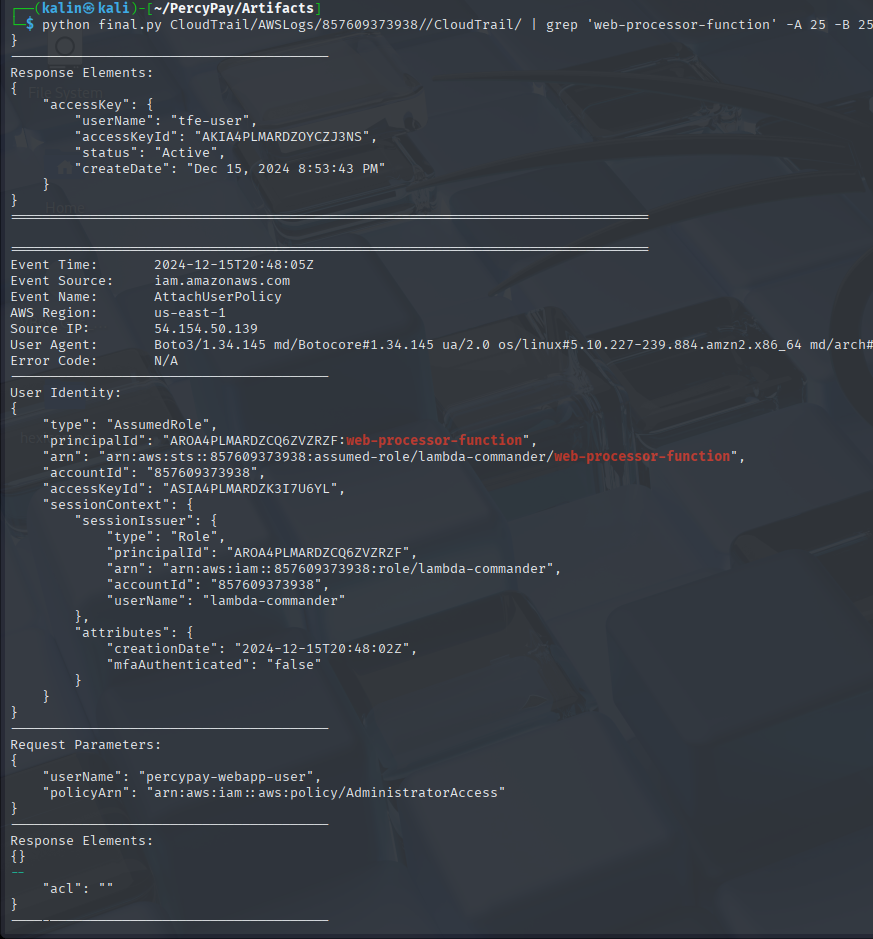 ┌──(kalin㉿kali)-[~/PercyPay/Artifacts]
└─$ python final.py CloudTrail/AWSLogs/857609373938//CloudTrail/ | grep 'web-processor-function' -A 25 -B 25
}
────────────────────────────────────────
Response Elements:
{
    "accessKey": {
        "userName": "tfe-user",
        "accessKeyId": "AKIA4PLMARDZOYCZJ3NS",
        "status": "Active",
        "createDate": "Dec 15, 2024 8:53:43 PM"
    }
}
════════════════════════════════════════════════════════════════════════════════
════════════════════════════════════════════════════════════════════════════════
Event Time:       2024-12-15T20:48:05Z
Event Source:     iam.amazonaws.com
Event Name:       AttachUserPolicy
AWS Region:       us-east-1
Source IP:        54.154.50.139
User Agent:       Boto3/1.34.145 md/Botocore#1.34.145 ua/2.0 os/linux#5.10.227-239.884.amzn2.x86_64 md/arch#
Error Code:       N/A
────────────────────────────────────────
User Identity:
{
    "type": "AssumedRole",
    "principalId": "AROA4PLMARDZCQ6ZVZRZF:web-processor-function",
    "arn": "arn:aws:sts::857609373938:assumed-role/lambda-commander/web-processor-function",
    "accountId": "857609373938",
    "accessKeyId": "ASIA4PLMARDZK3I7U6YL",
    "sessionContext": {
        "sessionIssuer": {
            "type": "Role",
            "principalId": "AROA4PLMARDZCQ6ZVZRZF",
            "arn": "arn:aws:iam::857609373938:role/lambda-commander",
            "accountId": "857609373938",
            "userName": "lambda-commander"
        },
        "attributes": {
            "creationDate": "2024-12-15T20:48:02Z",
            "mfaAuthenticated": "false"
        }
    }
}
────────────────────────────────────────
Request Parameters:
{
    "userName": "percypay-webapp-user",
    "policyArn": "arn:aws:iam::aws:policy/AdministratorAccess"
}
────────────────────────────────────────
Response Elements:
{}
--
    "acl": ""
}
────────────────────────────────────────
File System
Home